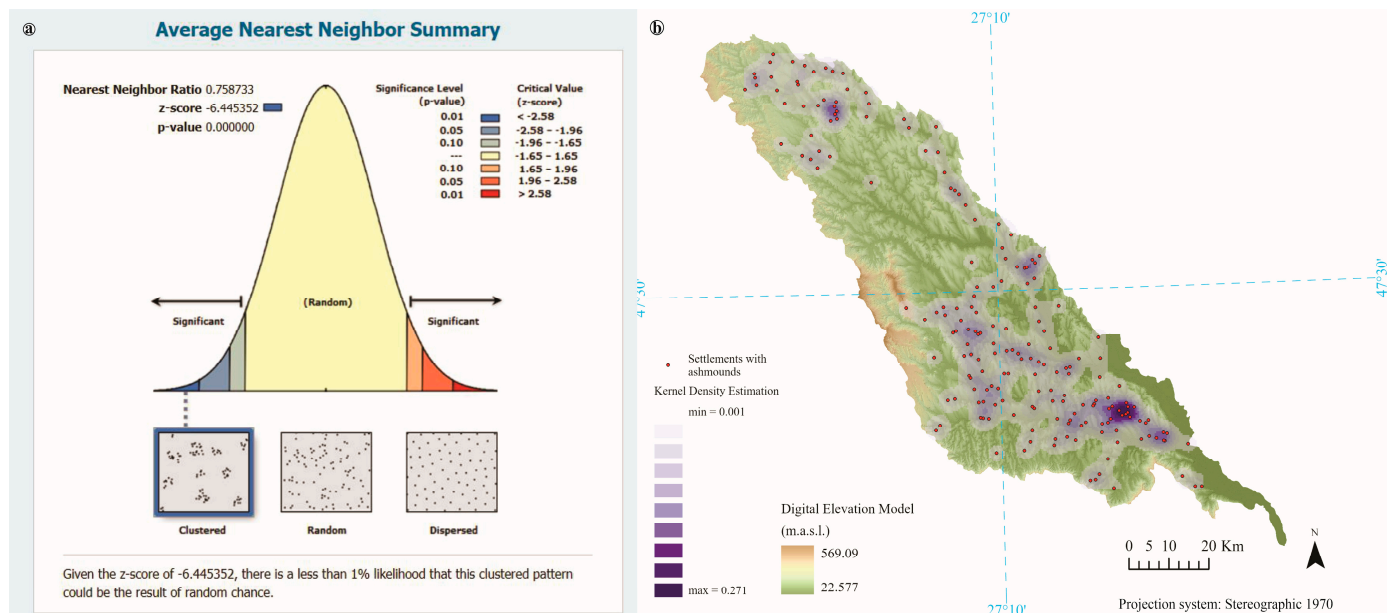 ⓐ
Average Nearest Neighbor Summary
Nearest Neighbor Ratio 0.758733
z-score -6.445352
p-value 0.000000
Significance Level
(p-value)
Critical Value
(z-score)
0.01 < -2.58
0.05 -2.58 – -1.96
0.10 -1.96 – -1.65
--- -1.65 – 1.65
0.10 1.65 – 1.96
0.05 1.96 – 2.58
0.01 > 2.58
(Random)
Significant
Significant
Clustered
Random
Dispersed
Given the z-score of -6.445352, there is a less than 1% likelihood that this clustered pattern
could be the result of random chance.
ⓑ
27°10'
47°30'
47°30'
Settlements with
ashmounds
Kernel Density Estimation
min = 0.001
max = 0.271
Digital Elevation Model
(m.a.s.l.)
569.09
22.577
0 5 10 20 Km
N
27°10'
Projection system: Stereographic 1970